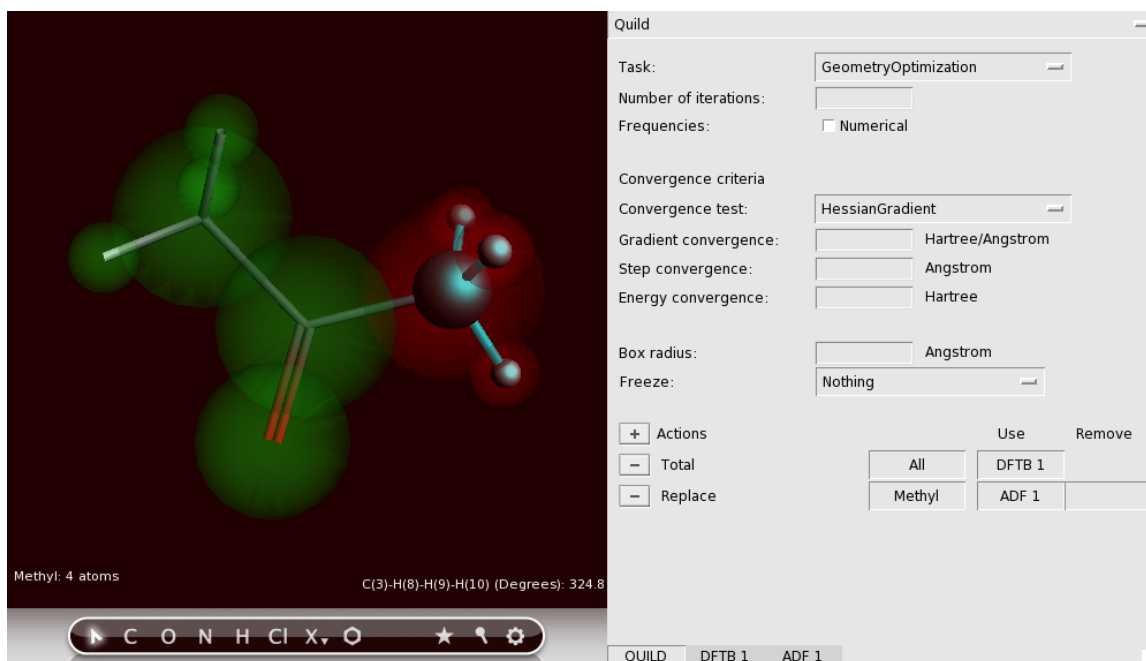 Quild
Task: GeometryOptimization
Number of iterations:
Frequencies: Numerical
Convergence criteria
Convergence test: HessianGradient
Gradient convergence: Hartree/Angstrom
Step convergence: Angstrom
Energy convergence: Hartree
Box radius: Angstrom
Freeze: Nothing
+ Actions Use Remove
− Total All DFTB 1
− Replace Methyl ADF 1
Methyl: 4 atoms
C(3)-H(8)-H(9)-H(10) (Degrees): 324.8
C O N H Cl X
QUILD DFTB 1 ADF 1